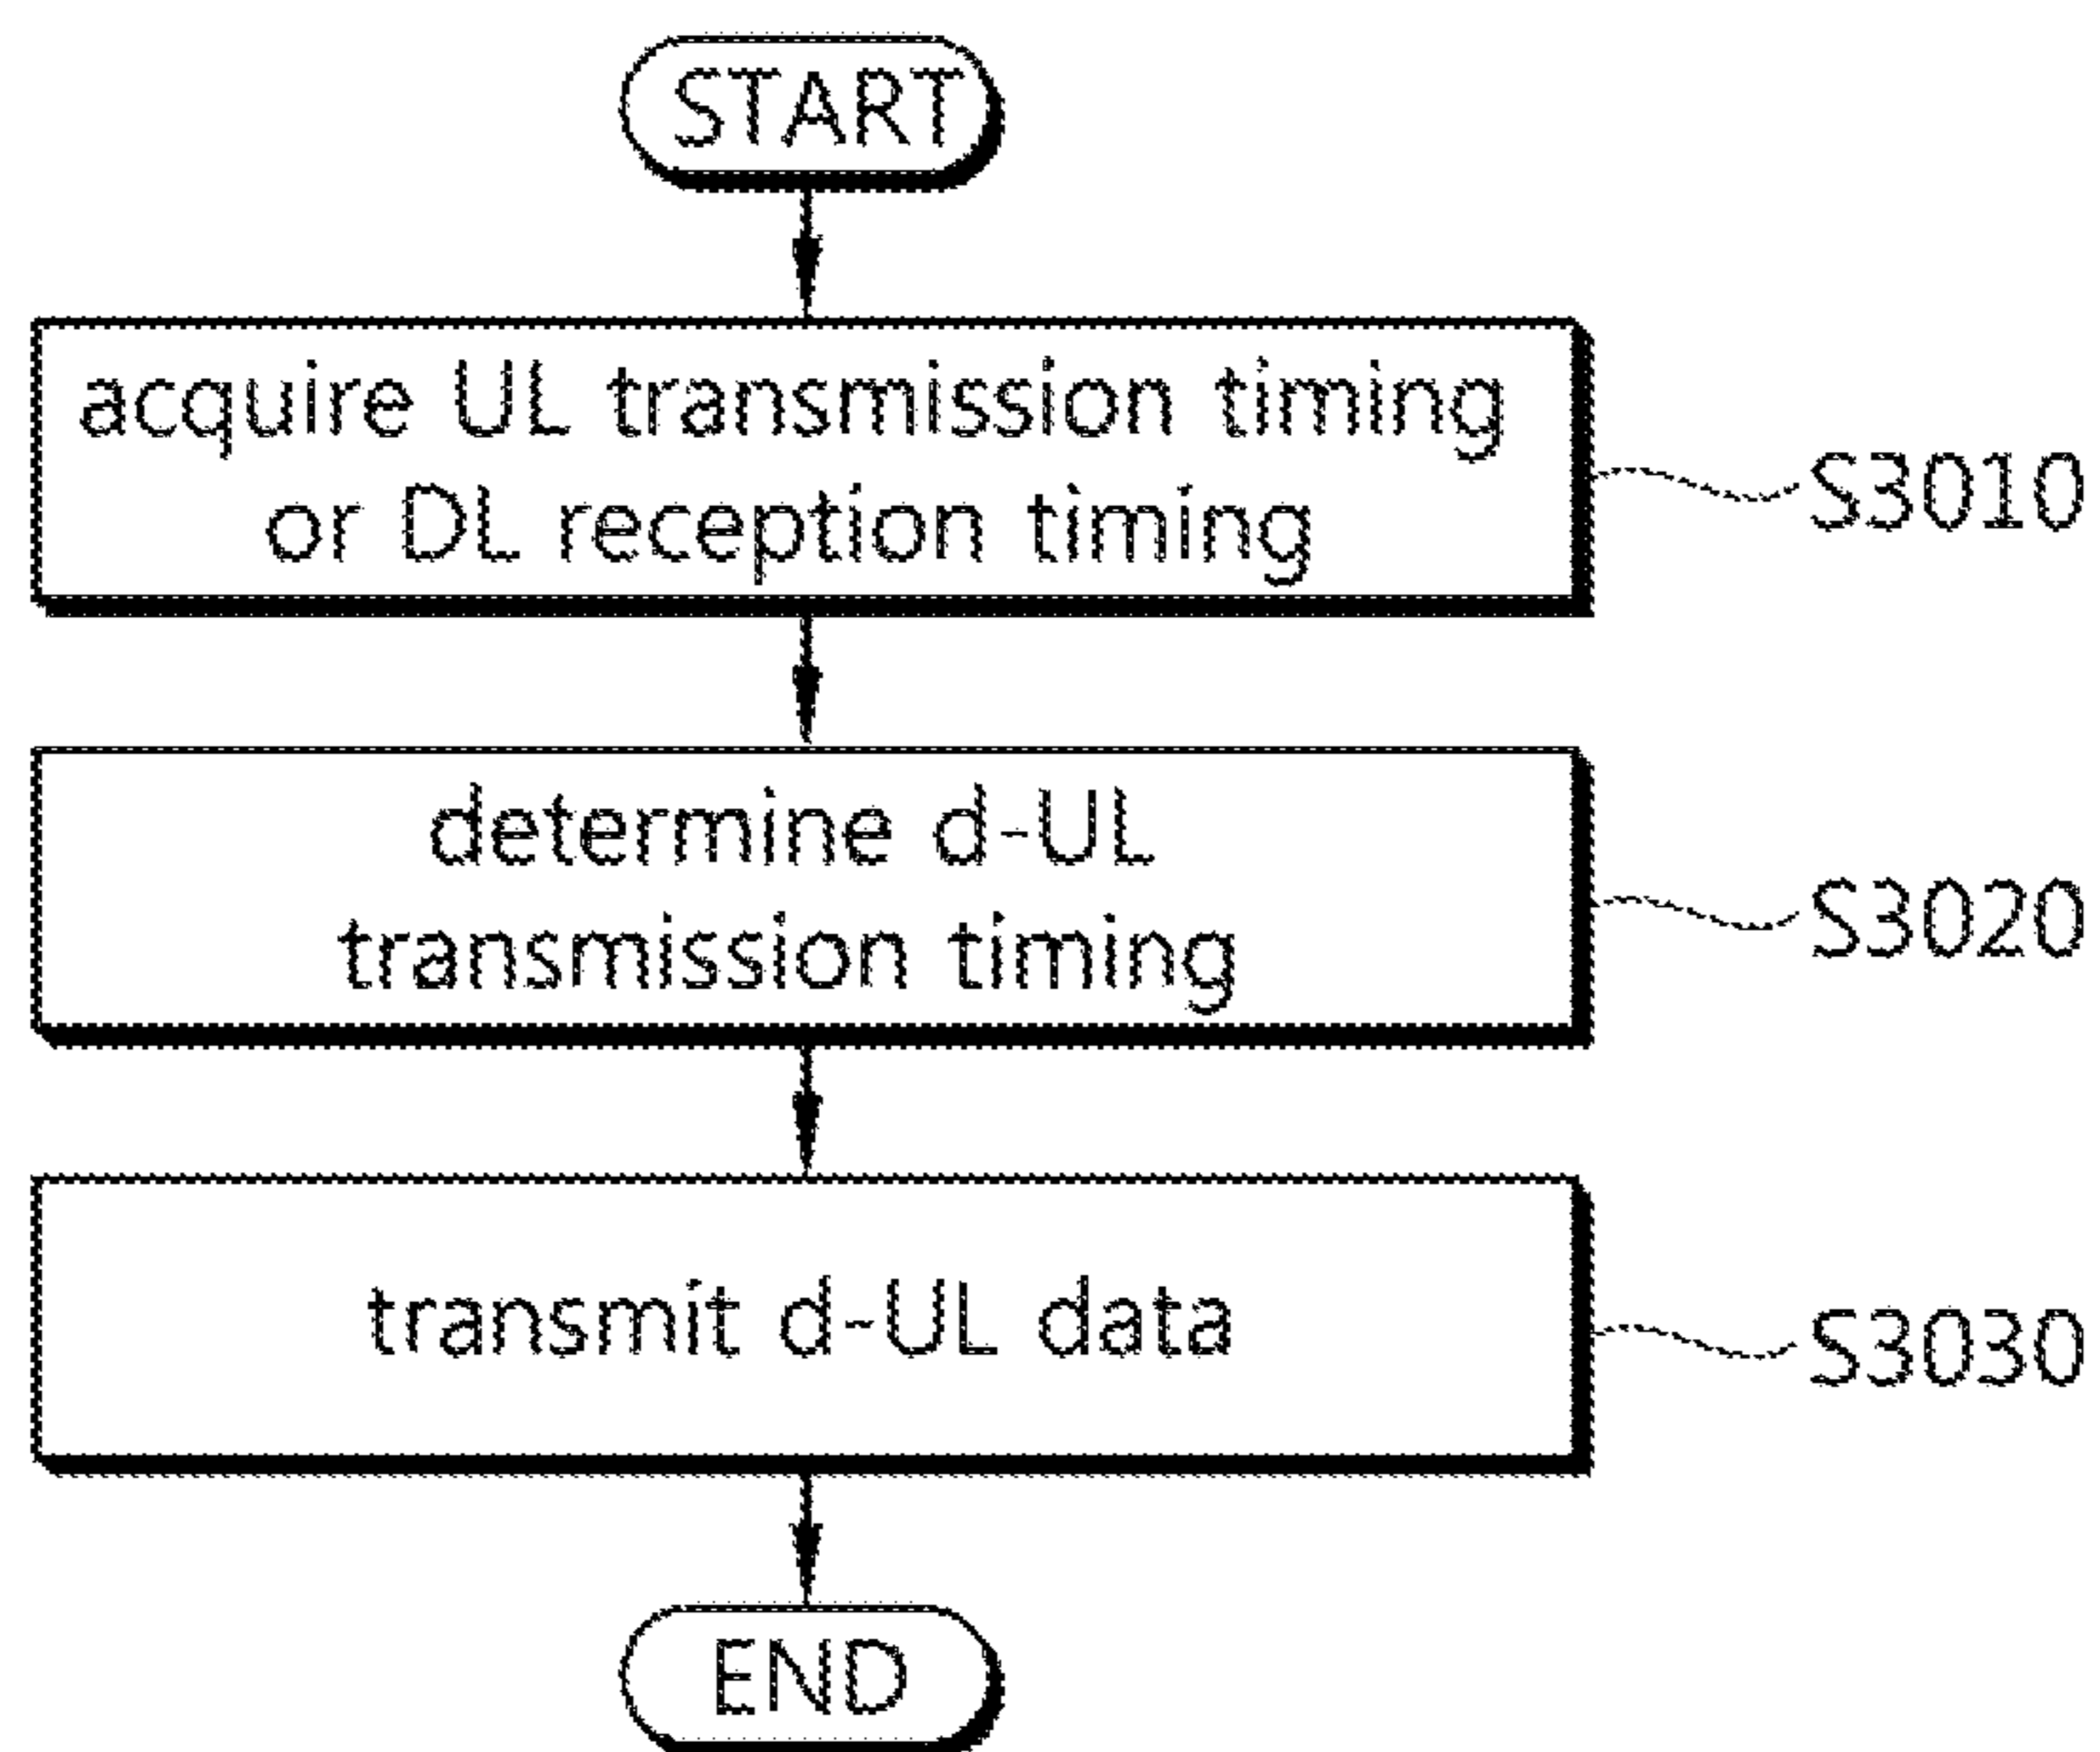 START
acquire UL transmission timing
or DL reception timing
S3010
determine d-UL
transmission timing
S3020
transmit d-UL data
S3030
END